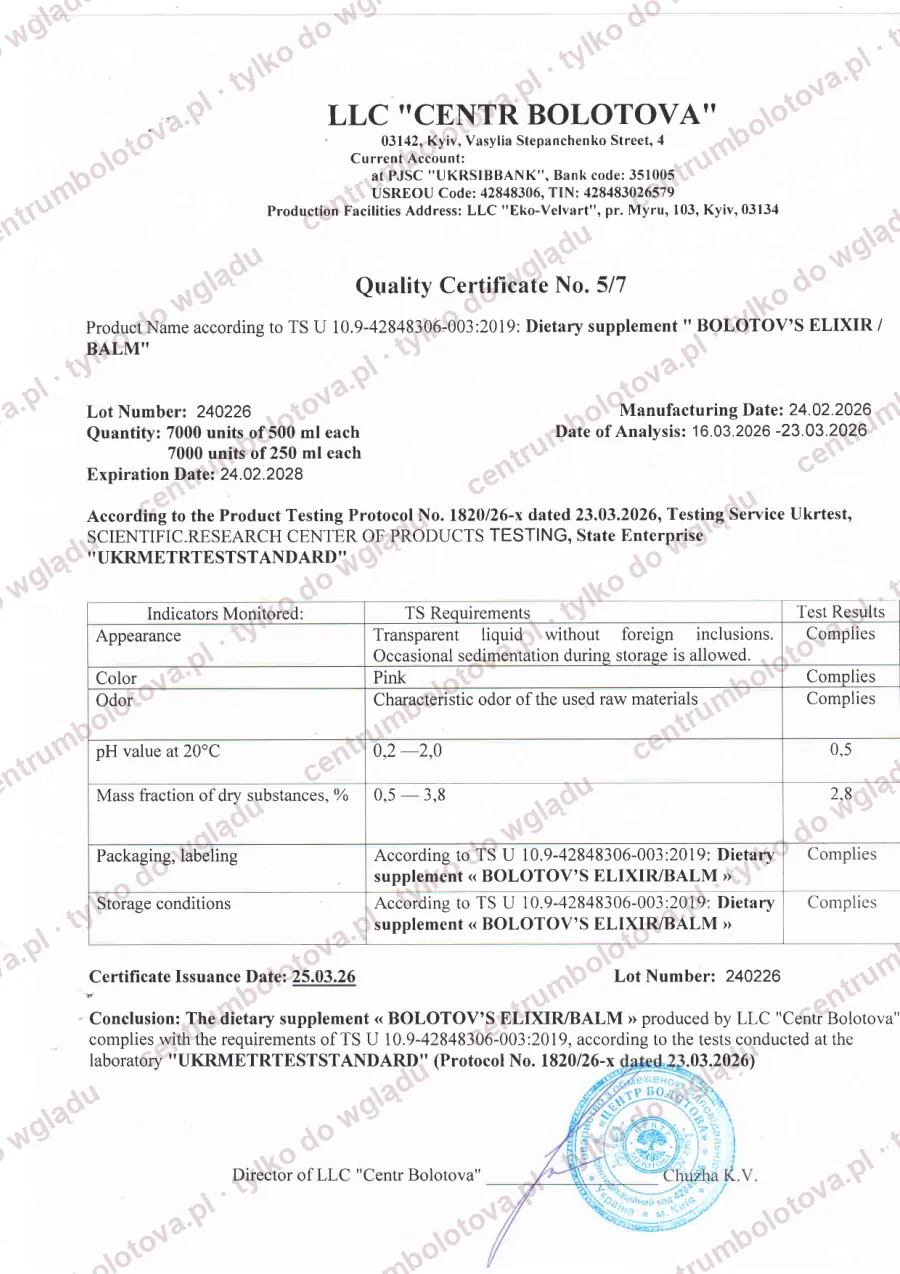 LLC "CENTR BOLOTOVA"
03142, Kyiv, Vasylia Stepanchenko Street, 4
Current Account:
at PJSC "UKRSIBBANK", Bank code: 351005
USREOU Code: 42848306, TIN: 428483026579
Production Facilities Address: LLC "Eko-Velvart", pr. Myru, 103, Kyiv, 03134
Quality Certificate No. 5/7
Product Name according to TS U 10.9-42848306-003:2019: Dietary supplement " BOLOTOV'S ELIXIR /
BALM"
Lot Number: 240226
Manufacturing Date: 24.02.2026
Quantity: 7000 units of 500 ml each
Date of Analysis: 16.03.2026 -23.03.2026
7000 units of 250 ml each
Expiration Date: 24.02.2028
According to the Product Testing Protocol No. 1820/26-x dated 23.03.2026, Testing Service Ukrtest,
SCIENTIFIC.RESEARCH CENTER OF PRODUCTS TESTING, State Enterprise
"UKRMETRTESTSTANDARD"
Indicators Monitored: TS Requirements Test Results
Appearance Transparent liquid without foreign inclusions. Complies
Occasional sedimentation during storage is allowed.
Color Pink Complies
Odor Characteristic odor of the used raw materials Complies
pH value at 20°C 0,2 —2,0 0,5
Mass fraction of dry substances, % 0,5 — 3,8 2,8
Packaging, labeling According to TS U 10.9-42848306-003:2019: Dietary Complies
supplement « BOLOTOV'S ELIXIR/BALM »
Storage conditions According to TS U 10.9-42848306-003:2019: Dietary Complies
supplement « BOLOTOV'S ELIXIR/BALM »
Certificate Issuance Date: 25.03.26
Lot Number: 240226
Conclusion: The dietary supplement « BOLOTOV'S ELIXIR/BALM » produced by LLC "Centr Bolotova"
complies with the requirements of TS U 10.9-42848306-003:2019, according to the tests conducted at the
laboratory "UKRMETRTESTSTANDARD" (Protocol No. 1820/26-x dated 23.03.2026)
Director of LLC "Centr Bolotova" Chuzha K.V.
«ЦЕНТР БОЛОТОВА»
Україна * м. Київ
centrumbolotova.pl · tylko do wglądu